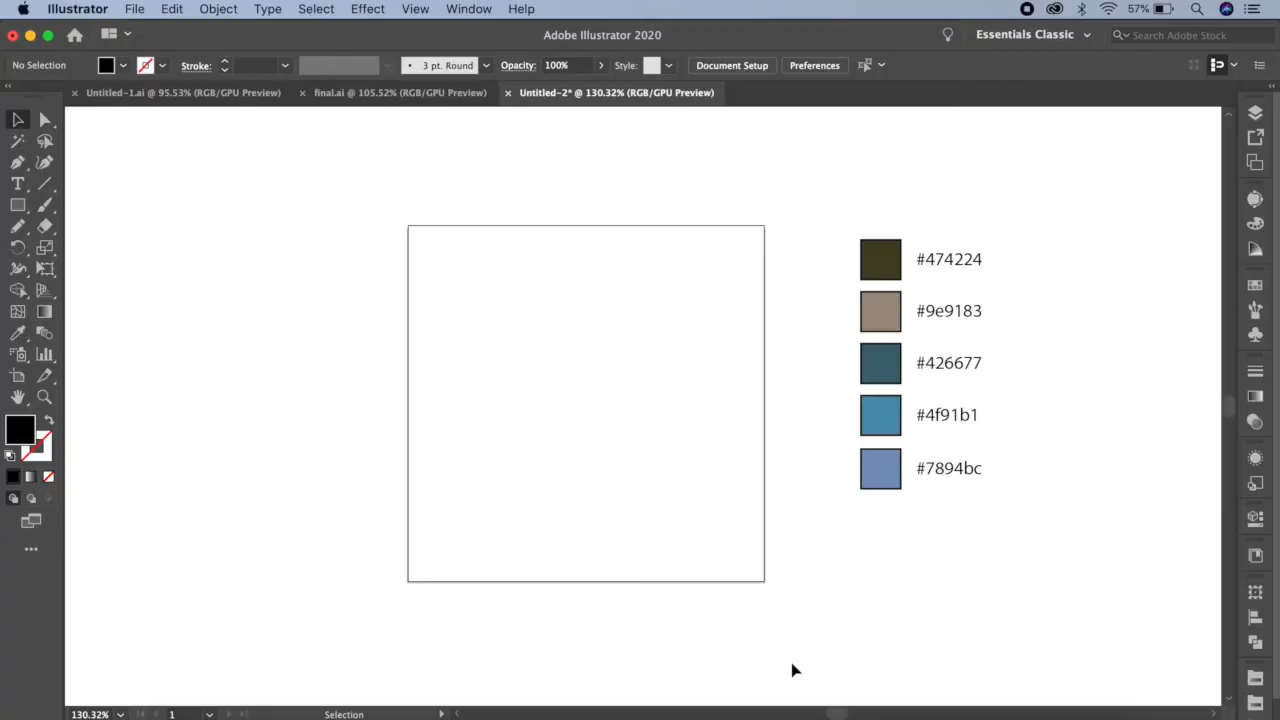 Illustrator File Edit Object Type Select Effect View Window Help 57%
Adobe Illustrator 2020 Essentials Classic Search Adobe Stock
No Selection Stroke: 3 pt. Round Opacity: 100% Style: Document Setup Preferences
Untitled-1.ai @ 95.53% (RGB/GPU Preview) final.ai @ 105.52% (RGB/GPU Preview) Untitled-2* @ 130.32% (RGB/GPU Preview)
#474224
#9e9183
#426677
#4f91b1
#7894bc
130.32% 1 Selection